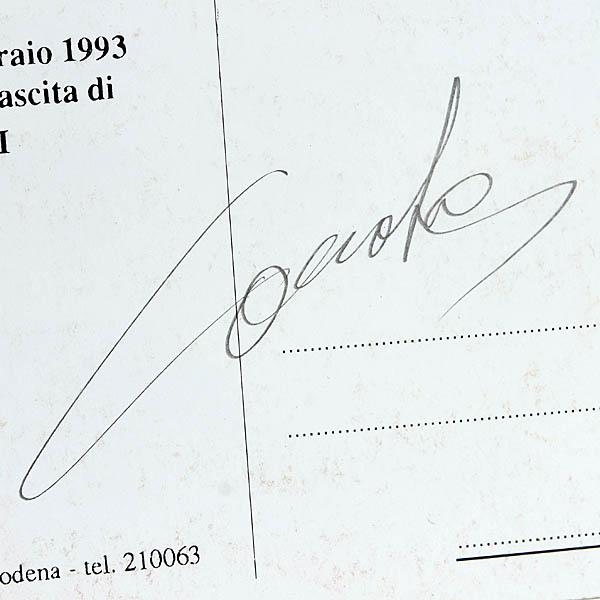 raio 1993
ascita di
I
odena - tel. 210063